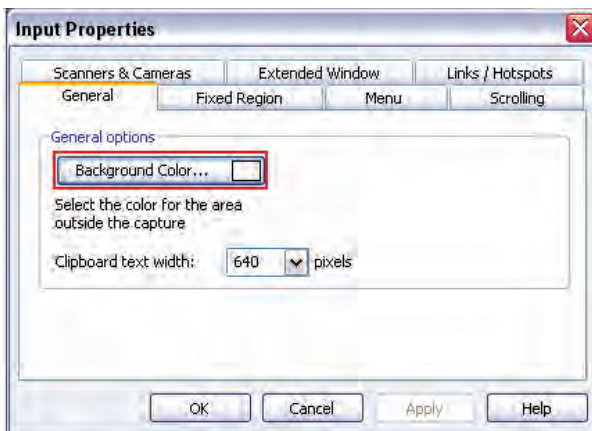 Input Properties
Scanners & Cameras Extended Window Links / Hotspots
General Fixed Region Menu Scrolling
General options
Background Color...
Select the color for the area
outside the capture
Clipboard text width: 640 pixels
OK Cancel Apply Help